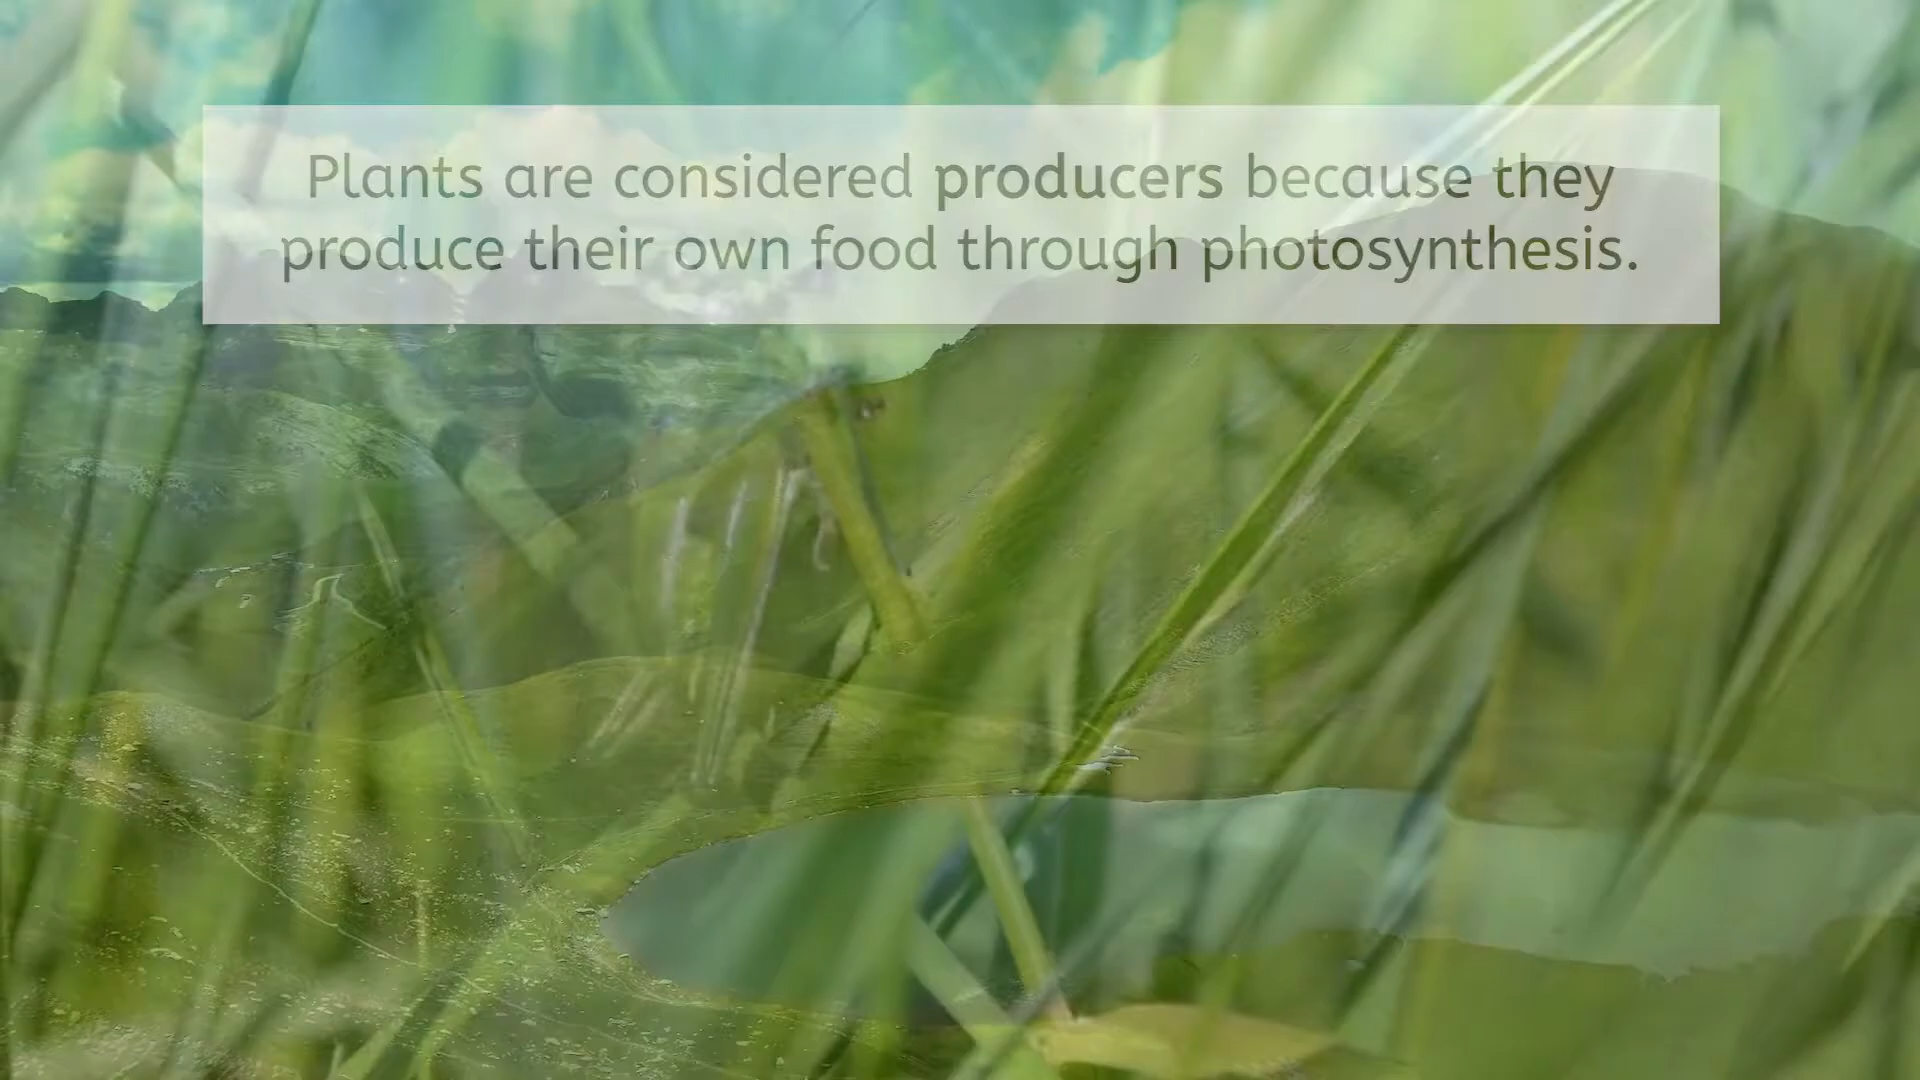 Plants are considered producers because they
produce their own food through photosynthesis.